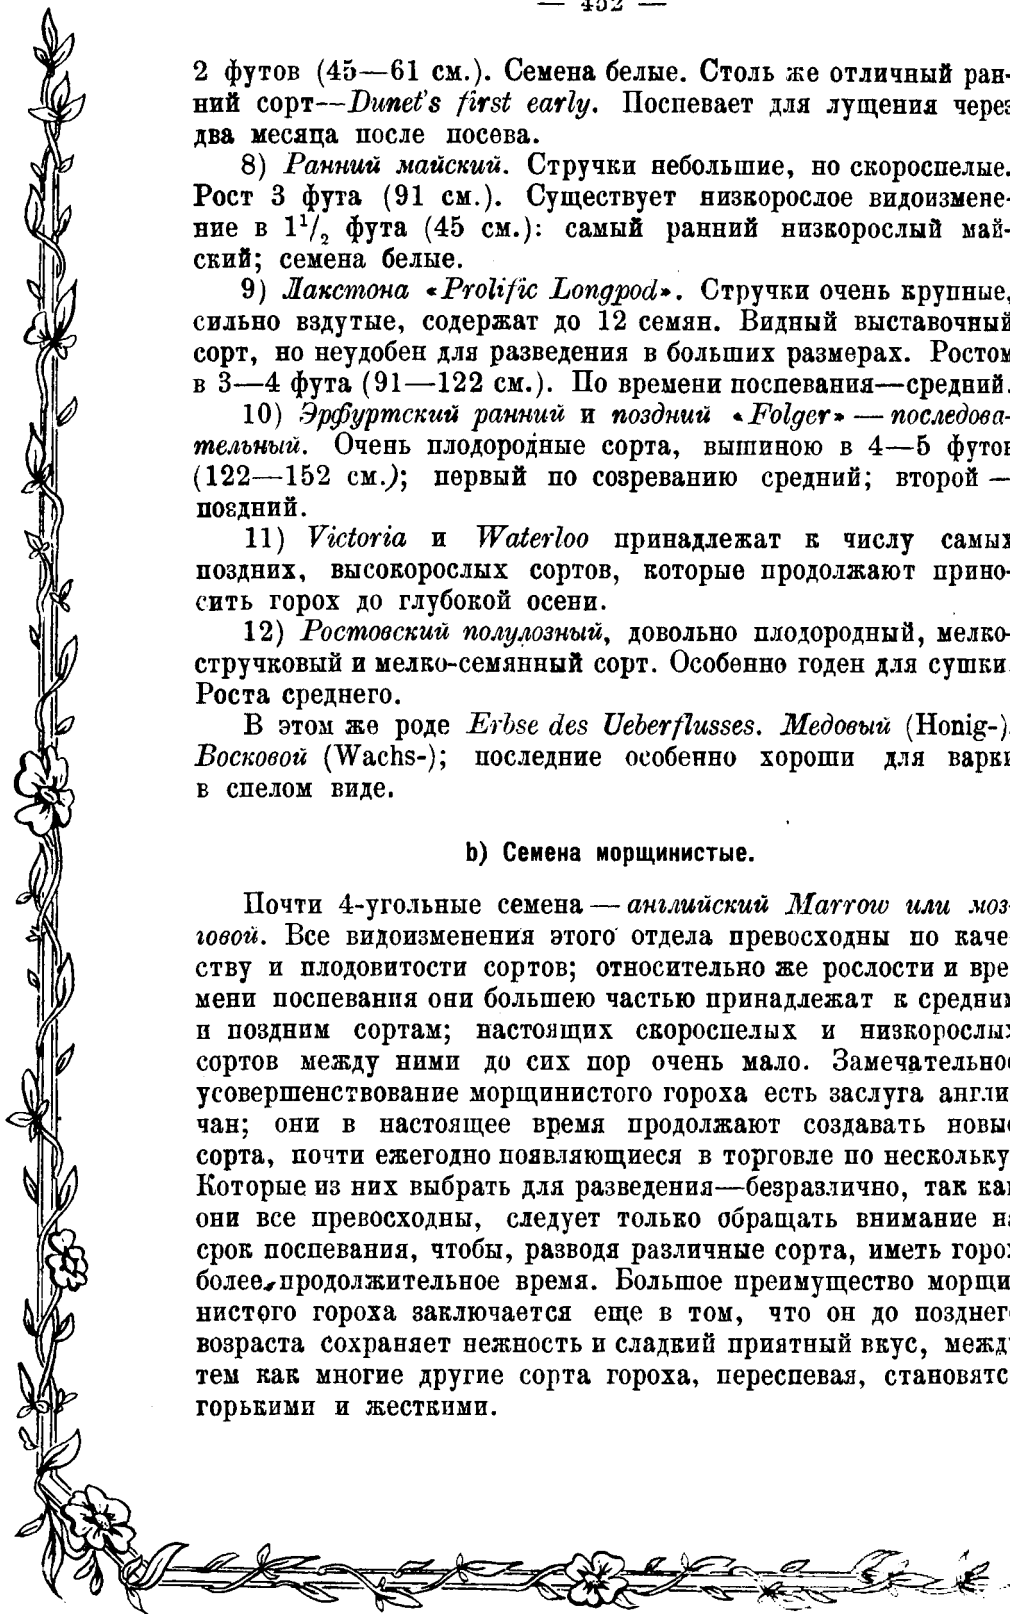 — 452 —
2 футов (45—61 см.). Семена белые. Столь же отличный ран-
ний сорт—Dunet's first early. Поспевает для лущения через
два месяца после посева.
8) Ранний майский. Стручки небольшие, но скороспелые.
Рост 3 фута (91 см.). Существует низкорослое видоизмене-
ние в 1¹/₂ фута (45 см.): самый ранний низкорослый май-
ский; семена белые.
9) Лакстона «Prolific Longpod». Стручки очень крупные,
сильно вздутые, содержат до 12 семян. Видный выставочный
сорт, но неудобен для разведения в больших размерах. Ростом
в 3—4 фута (91—122 см.). По времени поспевания—средний.
10) Эрфуртский ранний и поздний «Folger» — последова-
тельный. Очень плодородные сорта, вышиною в 4—5 футов
(122—152 см.); первый по созреванию средний; второй —
поздний.
11) Victoria и Waterloo принадлежат к числу самых
поздних, высокорослых сортов, которые продолжают прино-
сить горох до глубокой осени.
12) Ростовский полулозный, довольно плодородный, мелко-
стручковый и мелко-семянный сорт. Особенно годен для сушки.
Роста среднего.
В этом же роде Erbse des Ueberflusses. Медовый (Honig-).
Восковой (Wachs-); последние особенно хороши для варки
в спелом виде.
b) Семена морщинистые.
Почти 4-угольные семена — английский Marrow или моз-
говой. Все видоизменения этого отдела превосходны по каче-
ству и плодовитости сортов; относительно же рослости и вре-
мени поспевания они большею частью принадлежат к средним
и поздним сортам; настоящих скороспелых и низкорослых
сортов между ними до сих пор очень мало. Замечательное
усовершенствование морщинистого гороха есть заслуга англи-
чан; они в настоящее время продолжают создавать новые
сорта, почти ежегодно появляющиеся в торговле по нескольку.
Которые из них выбрать для разведения—безразлично, так как
они все превосходны, следует только обращать внимание на
срок поспевания, чтобы, разводя различные сорта, иметь горох
более продолжительное время. Большое преимущество морщи-
нистого гороха заключается еще в том, что он до позднего
возраста сохраняет нежность и сладкий приятный вкус, между
тем как многие другие сорта гороха, переспевая, становятся
горькими и жесткими.